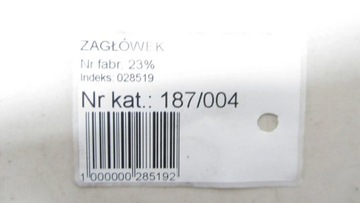 ZAGŁÓWEK
Nr fabr. 23%
Indeks: 028519
Nr kat.: 187/004
1 000000 285192